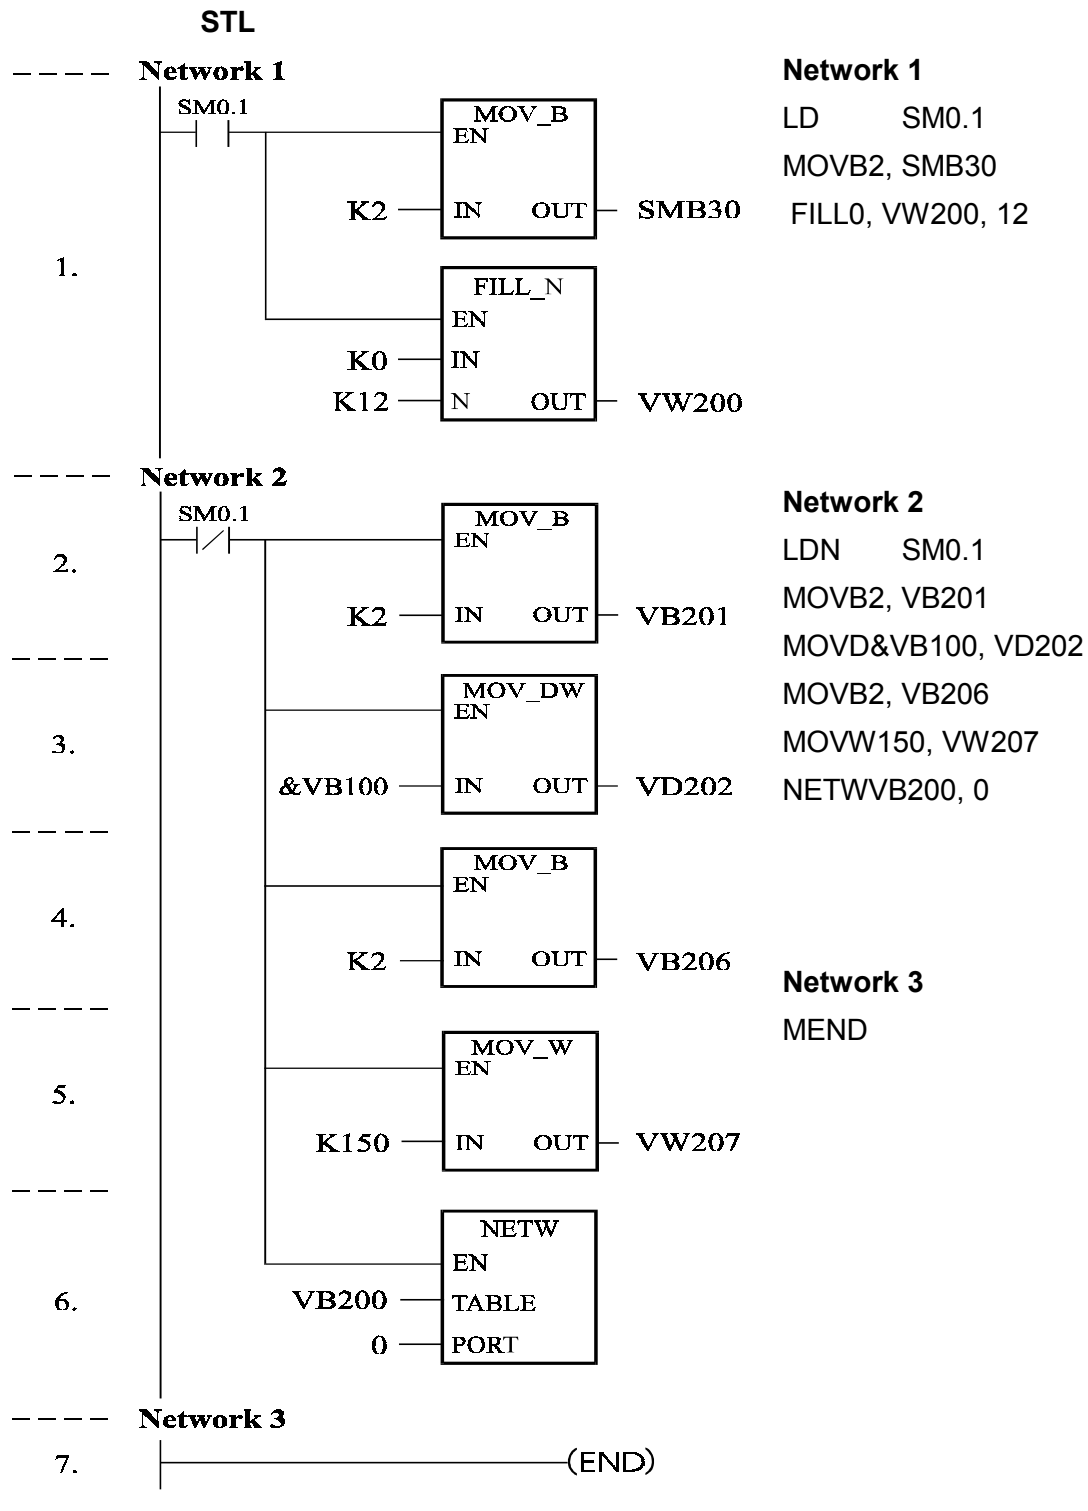 STL
Network 1
SM0.1
MOV_B
EN
K2 IN OUT SMB30
1.
FILL_N
EN
K0 IN
K12 N OUT VW200
Network 2
SM0.1
MOV_B
EN
2.
K2 IN OUT VB201
MOV_DW
EN
3.
&VB100 IN OUT VD202
MOV_B
EN
4.
K2 IN OUT VB206
MOV_W
EN
5.
K150 IN OUT VW207
NETW
EN
6.
VB200 TABLE
0 PORT
Network 3
7.
(END)
Network 1
LD SM0.1
MOVB2, SMB30
FILL0, VW200, 12
Network 2
LDN SM0.1
MOVB2, VB201
MOVD&VB100, VD202
MOVB2, VB206
MOVW150, VW207
NETWVB200, 0
Network 3
MEND